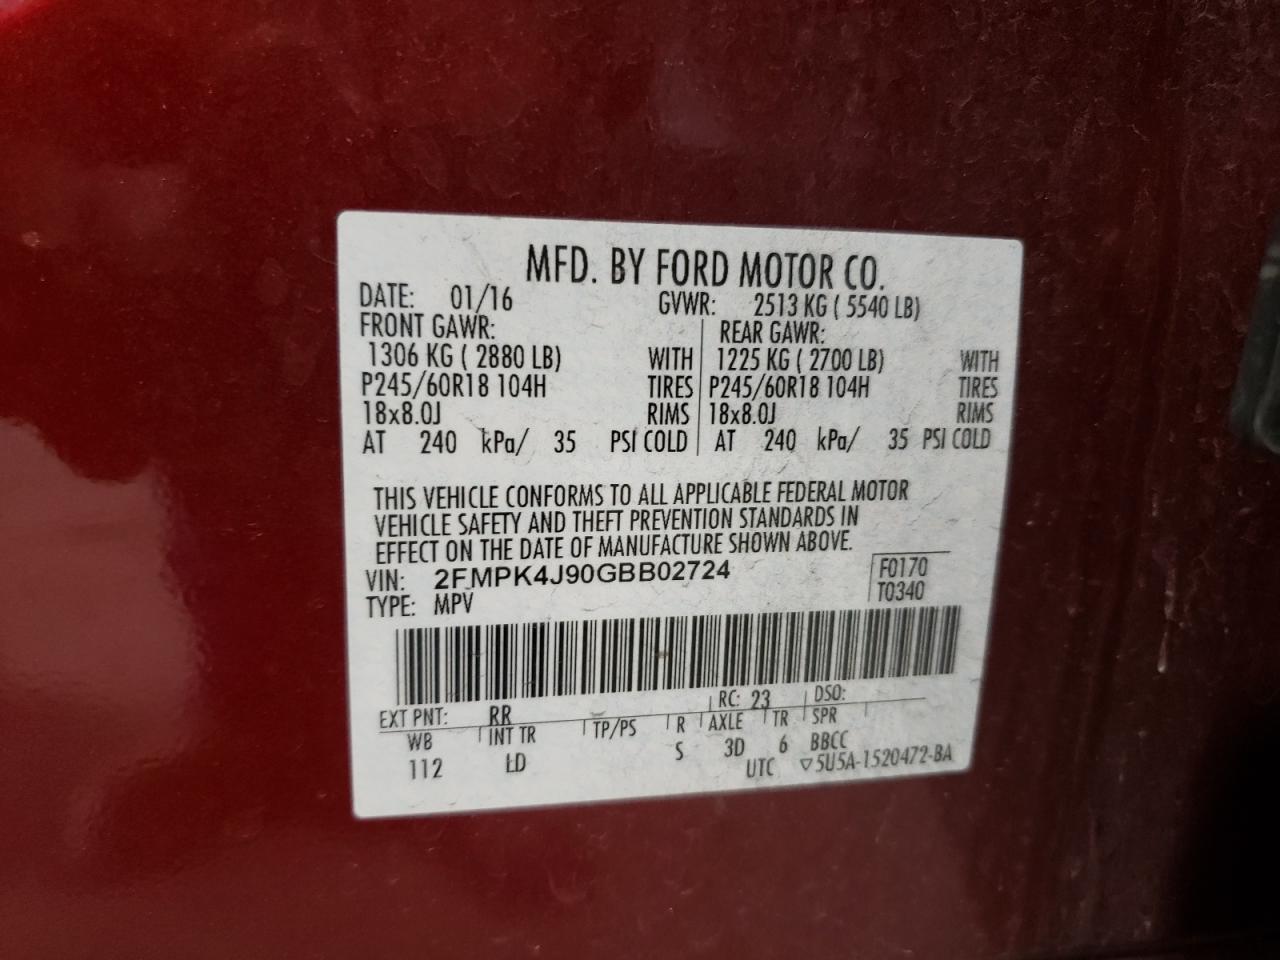 MFD. BY FORD MOTOR CO.
DATE: 01/16 GVWR: 2513 KG ( 5540 LB)
FRONT GAWR: REAR GAWR:
1306 KG ( 2880 LB) WITH 1225 KG ( 2700 LB) WITH
P245/60R18 104H TIRES P245/60R18 104H TIRES
18x8.0J RIMS 18x8.0J RIMS
AT 240 kPa/ 35 PSI COLD AT 240 kPa/ 35 PSI COLD
THIS VEHICLE CONFORMS TO ALL APPLICABLE FEDERAL MOTOR
VEHICLE SAFETY AND THEFT PREVENTION STANDARDS IN
EFFECT ON THE DATE OF MANUFACTURE SHOWN ABOVE.
VIN: 2FMPK4J90GBB02724 F0170
TYPE: MPV T0340
EXT PNT: RR RC: 23 DSO:
WB INT TR TP/PS R AXLE TR SPR
112 LD S 3D 6 BBCC
UTC ▽5U5A-1520472-BA